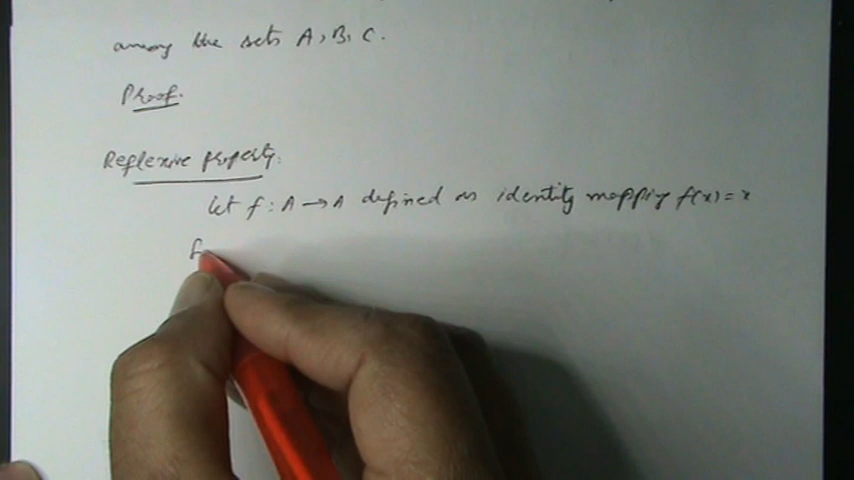 among the sets A, B, C.
Proof.
Reflexive property:
Let f : A → A defined as identity mapping f(x) = x
f